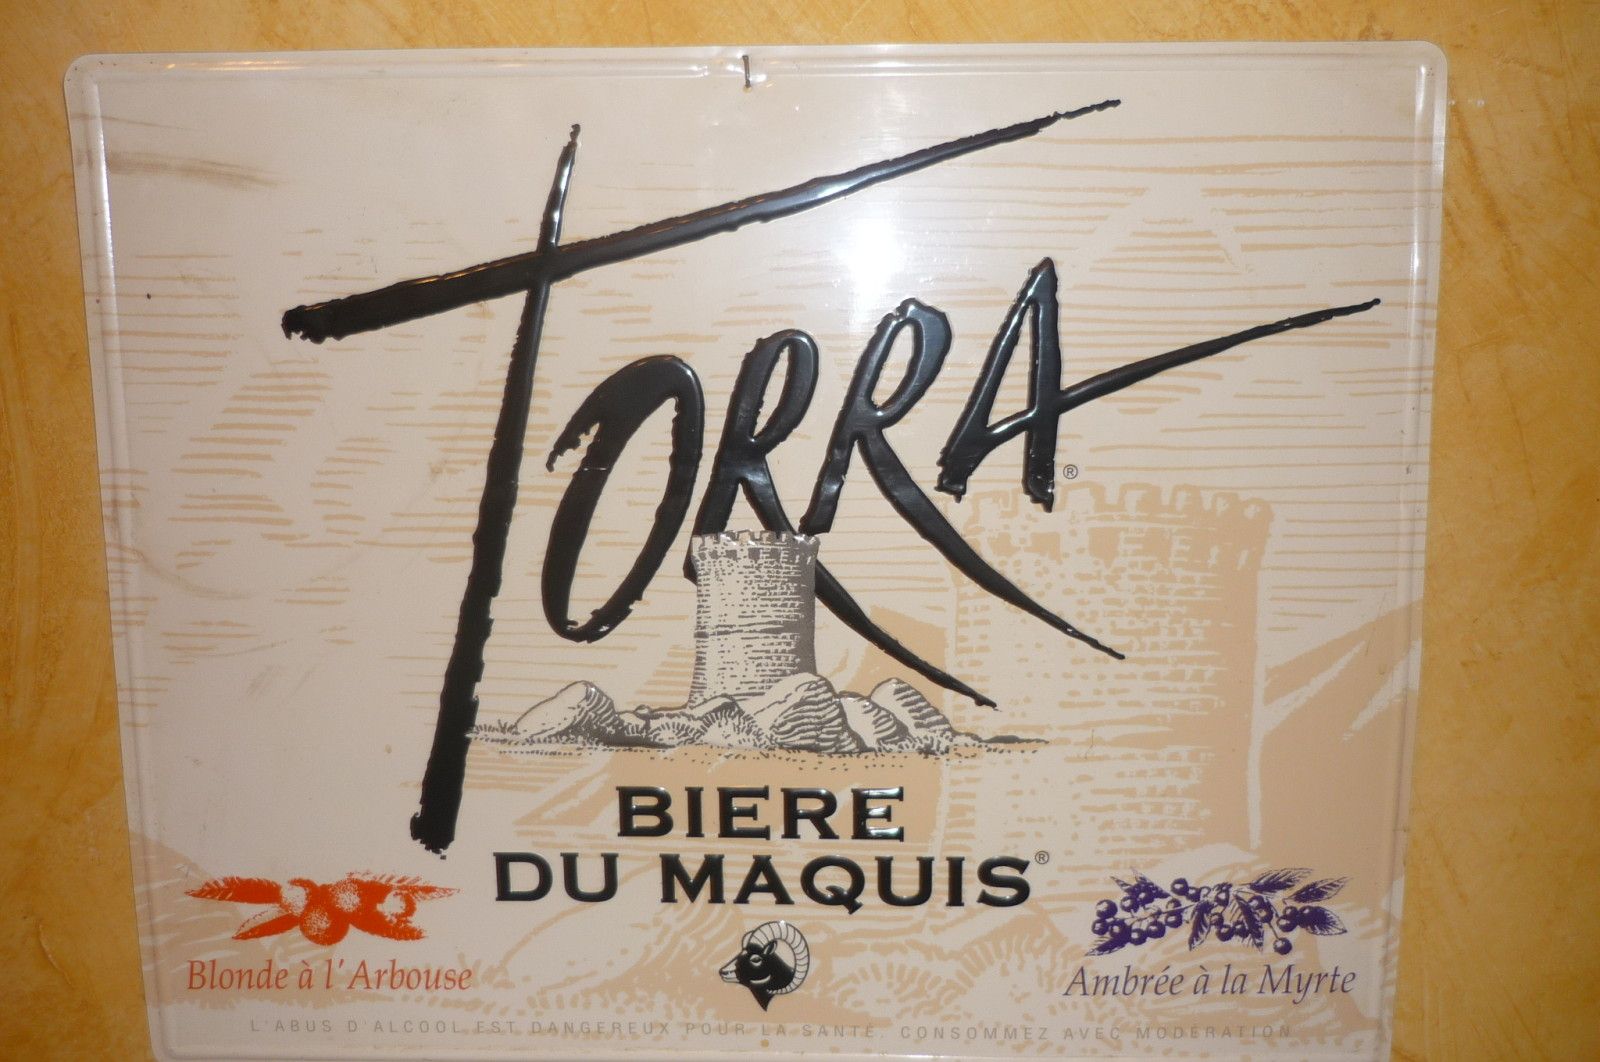 TORRA®
BIERE
DU MAQUIS®
Blonde à l'Arbouse
Ambrée à la Myrte
L'ABUS D'ALCOOL EST DANGEREUX POUR LA SANTÉ. CONSOMMEZ AVEC MODÉRATION